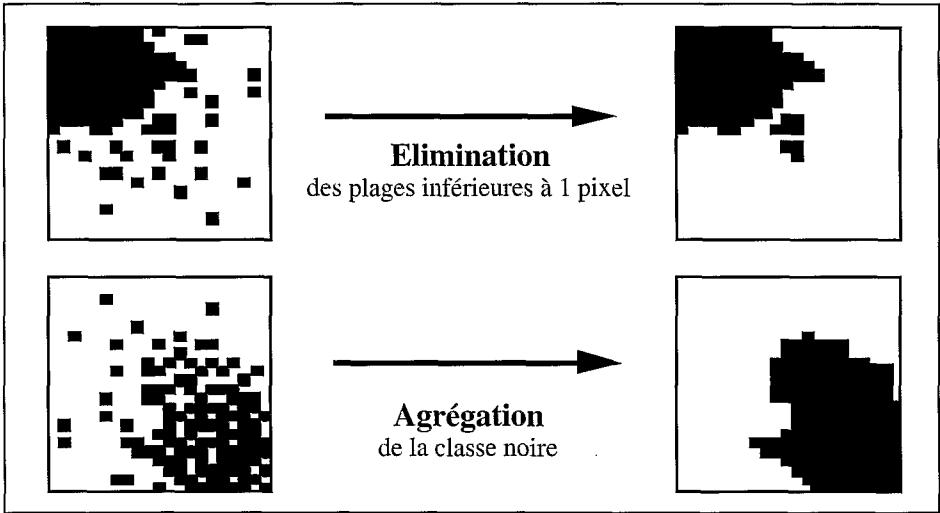 Elimination
des plages inférieures à 1 pixel
Agrégation
de la classe noire